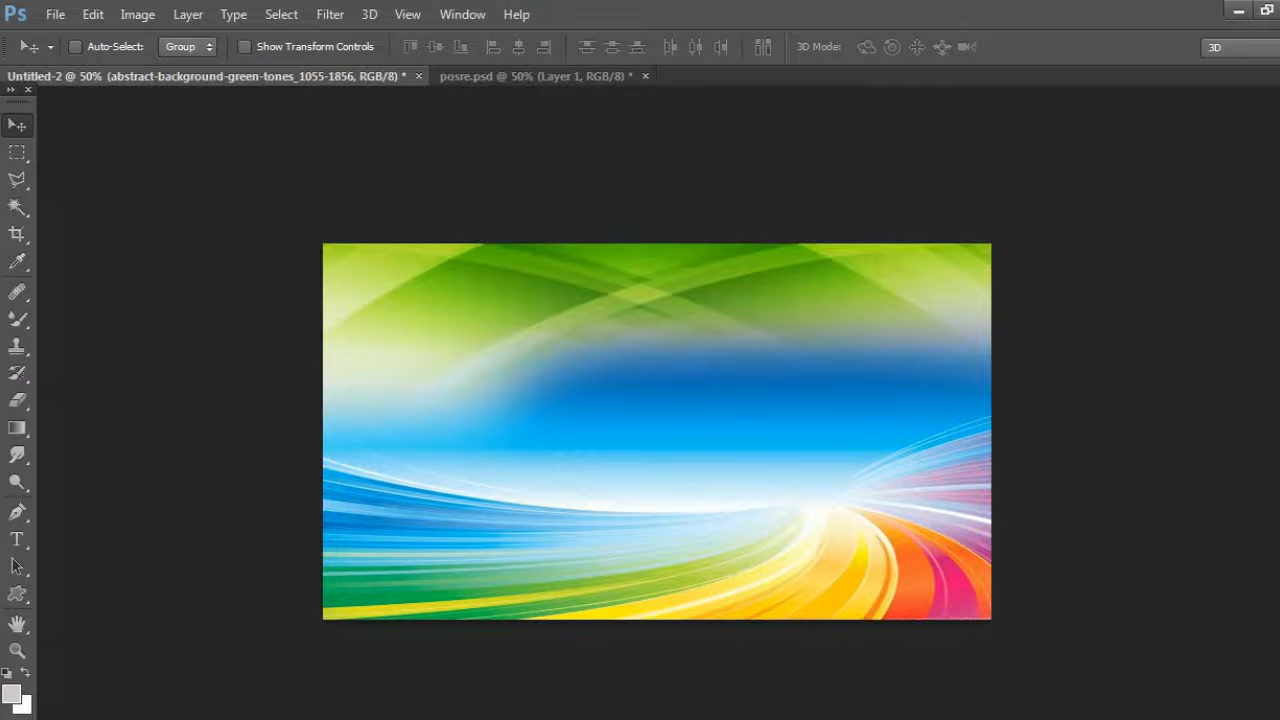 Ps File Edit Image Layer Type Select Filter 3D View Window Help
Auto-Select: Group Show Transform Controls 3D Mode: 3D
Untitled-2 @ 50% (abstract-background-green-tones_1055-1856, RGB/8) * × posre.psd @ 50% (Layer 1, RGB/8) * ×
T